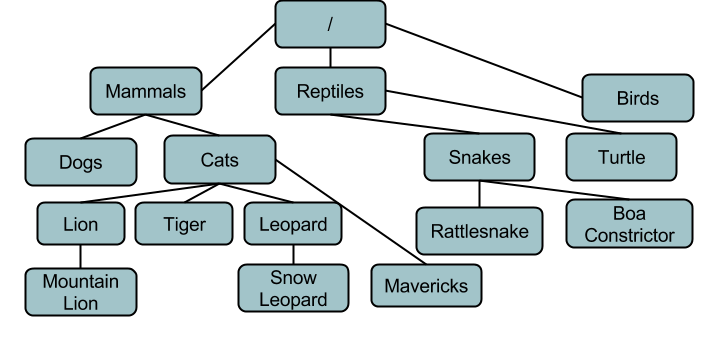 /
Mammals
Reptiles
Birds
Dogs
Cats
Snakes
Turtle
Lion
Tiger
Leopard
Rattlesnake
Boa
Constrictor
Mountain
Lion
Snow
Leopard
Mavericks